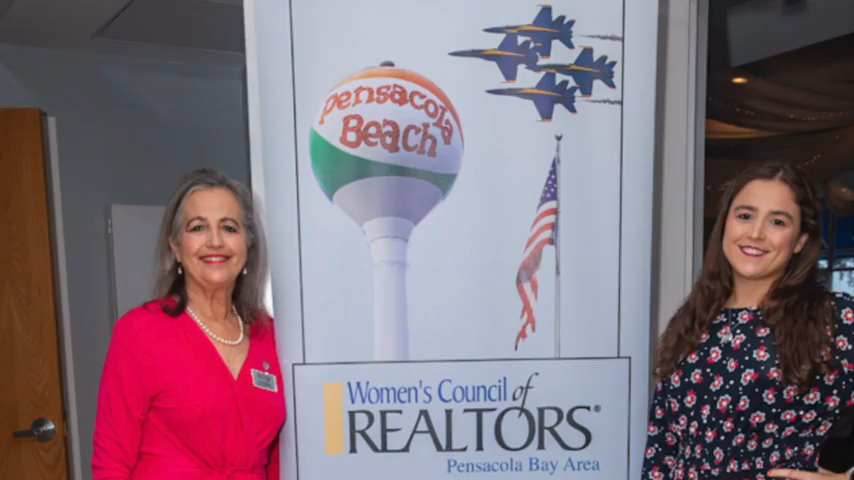 Pensacola
Beach
Women's Council of
REALTORS®
Pensacola Bay Area